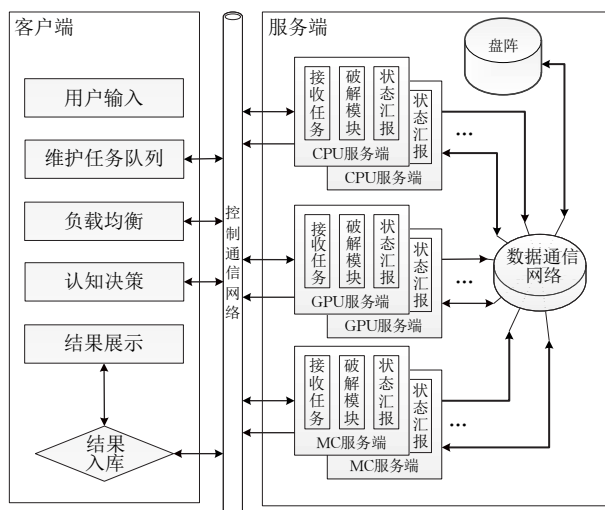 客户端
用户输入
维护任务队列
负载均衡
认知决策
结果展示
结果
入库
控制通信网络
服务端
接收任务
破解模块
状态汇报
CPU服务端
状态汇报
CPU服务端
...
接收任务
破解模块
状态汇报
GPU服务端
状态汇报
GPU服务端
...
接收任务
破解模块
状态汇报
MC服务端
状态汇报
MC服务端
...
盘阵
数据通信
网络